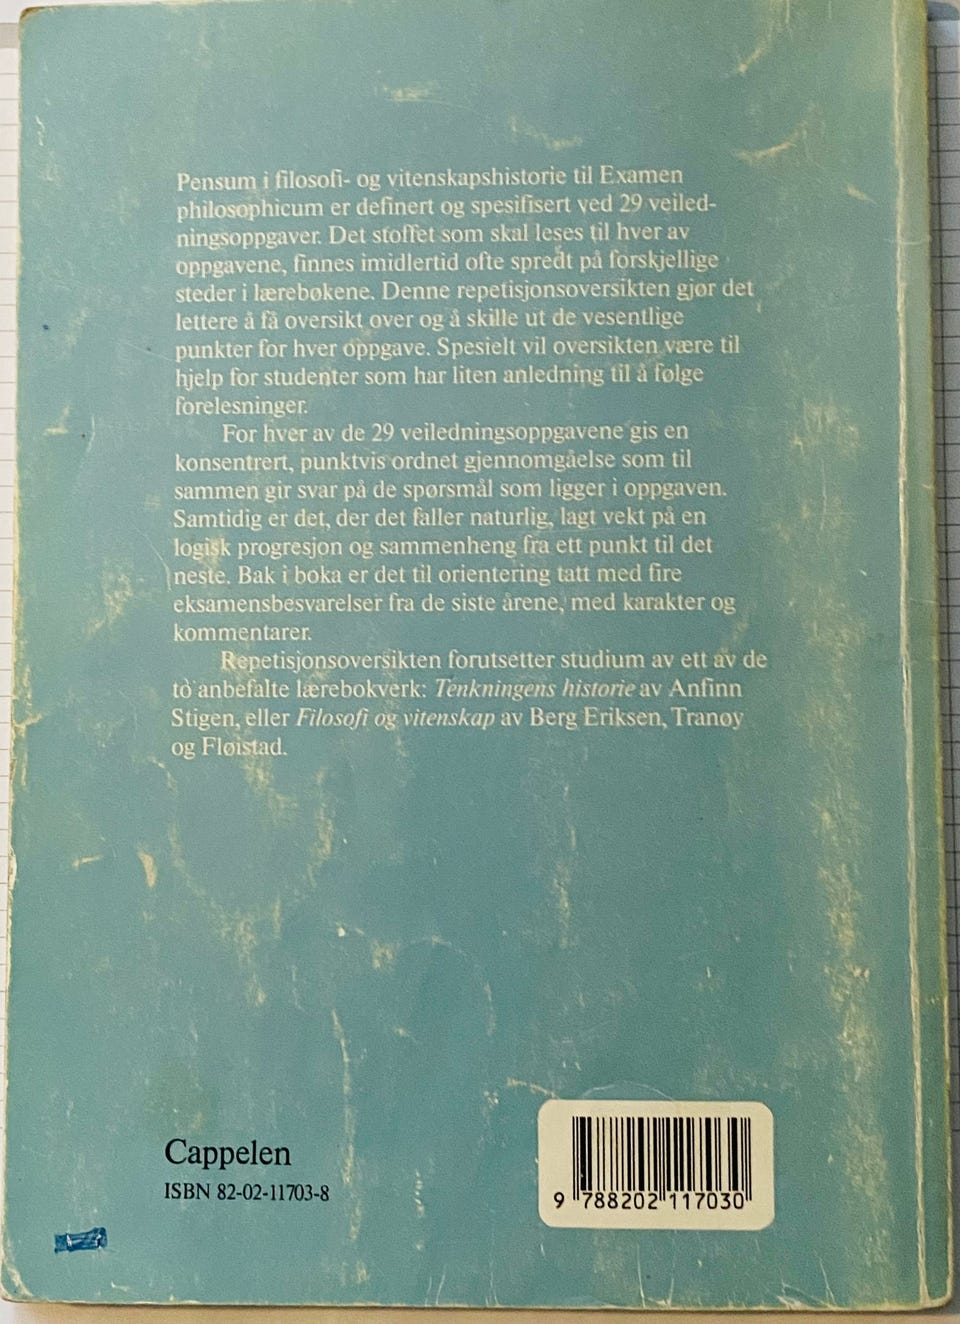 Pensum i filosofi- og vitenskapshistorie til Examen
philosophicum er definert og spesifisert ved 29 veiled-
ningsoppgaver. Det stoffet som skal leses til hver av
oppgavene, finnes imidlertid ofte spredt på forskjellige
steder i lærebøkene. Denne repetisjonsoversikten gjør det
lettere å få oversikt over og å skille ut de vesentlige
punkter for hver oppgave. Spesielt vil oversikten være til
hjelp for studenter som har liten anledning til å følge
forelesninger.
For hver av de 29 veiledningsoppgavene gis en
konsentrert, punktvis ordnet gjennomgåelse som til
sammen gir svar på de spørsmål som ligger i oppgaven.
Samtidig er det, der det faller naturlig, lagt vekt på en
logisk progresjon og sammenheng fra ett punkt til det
neste. Bak i boka er det til orientering tatt med fire
eksamensbesvarelser fra de siste årene, med karakter og
kommentarer.
Repetisjonsoversikten forutsetter studium av ett av de
to anbefalte lærebokverk: Tenkningens historie av Anfinn
Stigen, eller Filosofi og vitenskap av Berg Eriksen, Tranøy
og Fløistad.
Cappelen
ISBN 82-02-11703-8
9 788202 117030